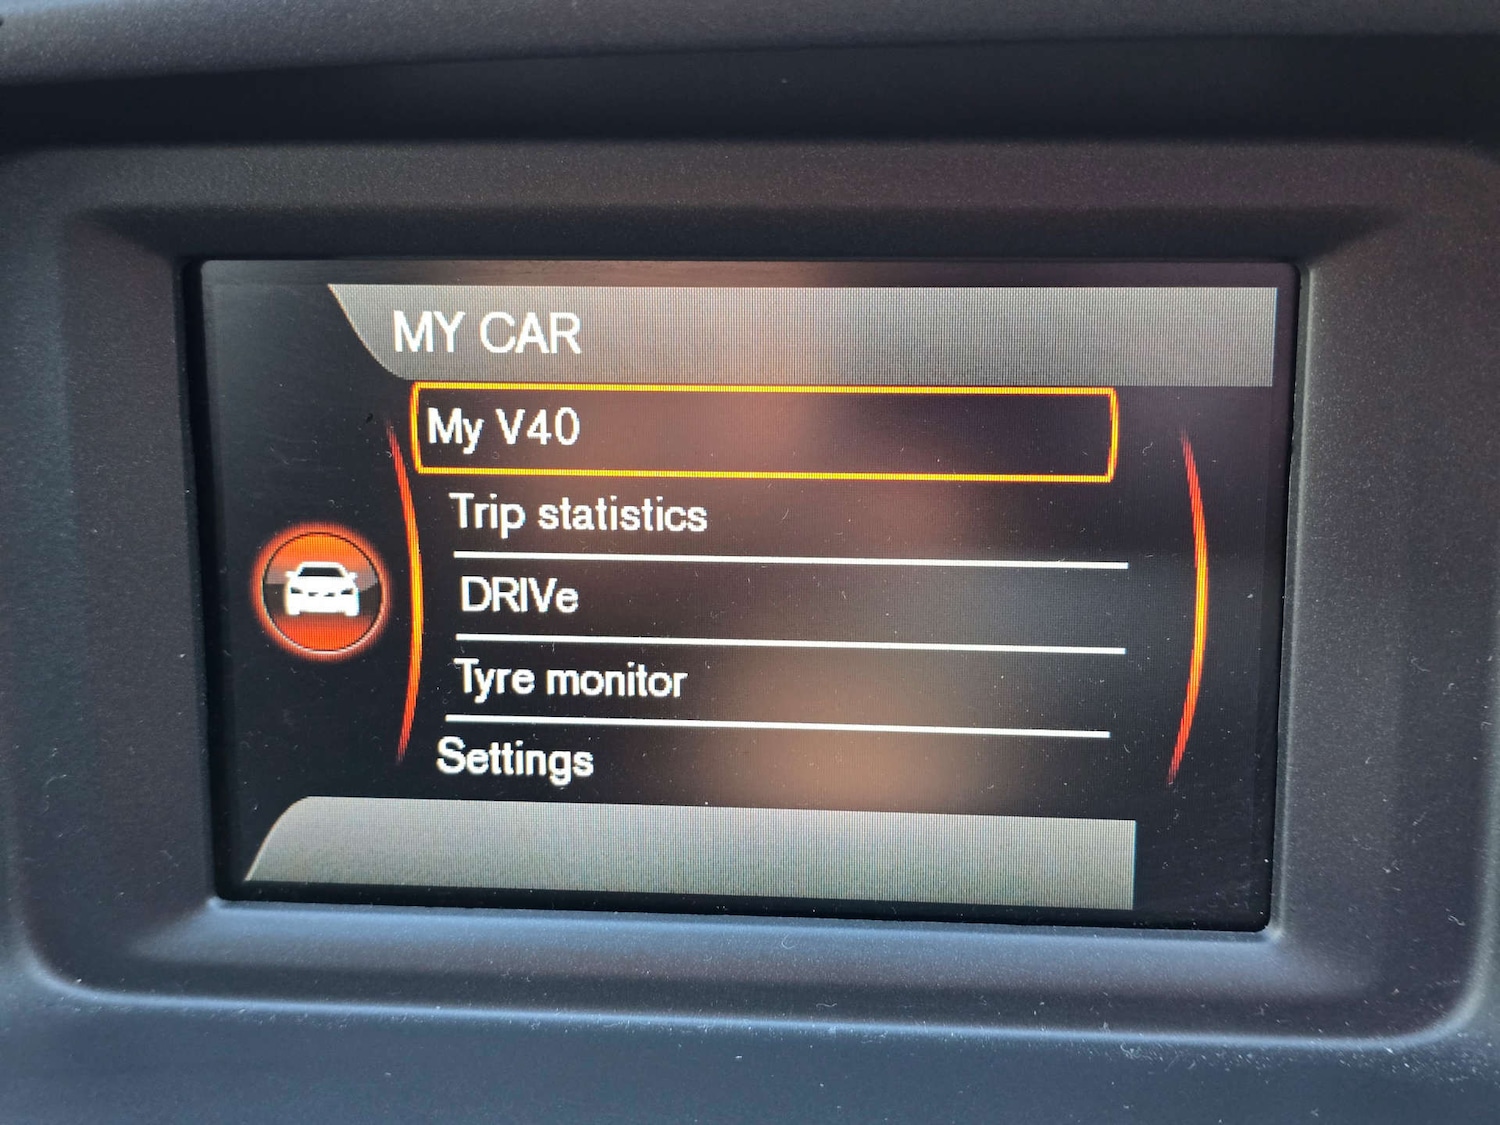 MY CAR
My V40
Trip statistics
DRIVe
Tyre monitor
Settings